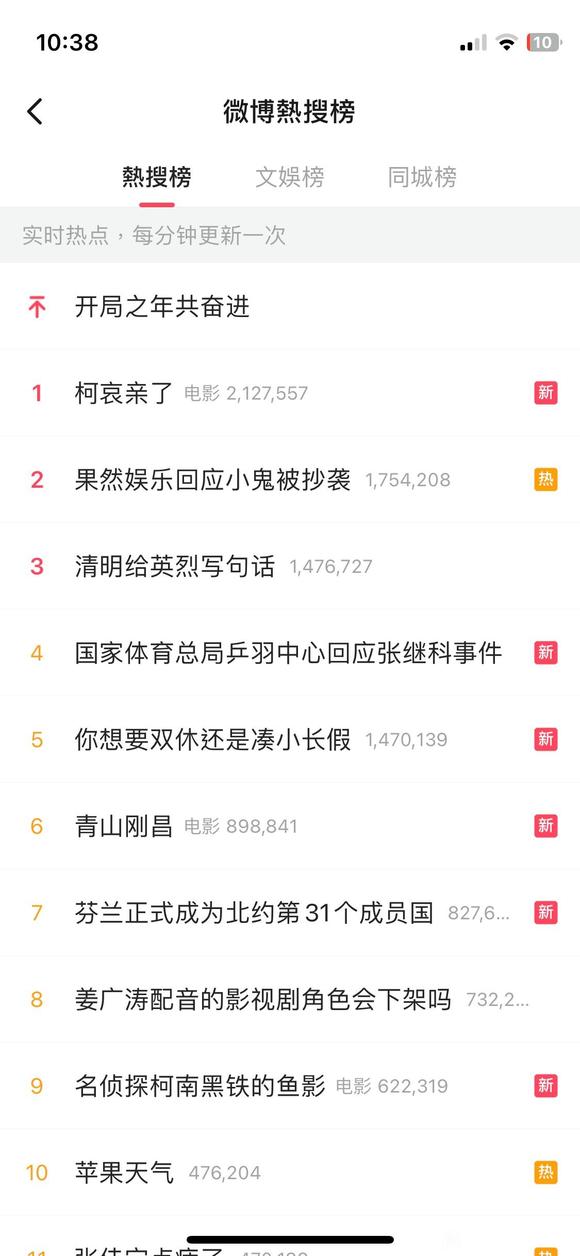 10:38
10
微博熱搜榜
熱搜榜 文娛榜 同城榜
实时热点，每分钟更新一次
开局之年共奋进
1 柯哀亲了 电影 2,127,557 新
2 果然娱乐回应小鬼被抄袭 1,754,208 热
3 清明给英烈写句话 1,476,727
4 国家体育总局乒羽中心回应张继科事件 新
5 你想要双休还是凑小长假 1,470,139 新
6 青山刚昌 电影 898,841 新
7 芬兰正式成为北约第31个成员国 827,6... 新
8 姜广涛配音的影视剧角色会下架吗 732,2...
9 名侦探柯南黑铁的鱼影 电影 622,319 新
10 苹果天气 476,204 热